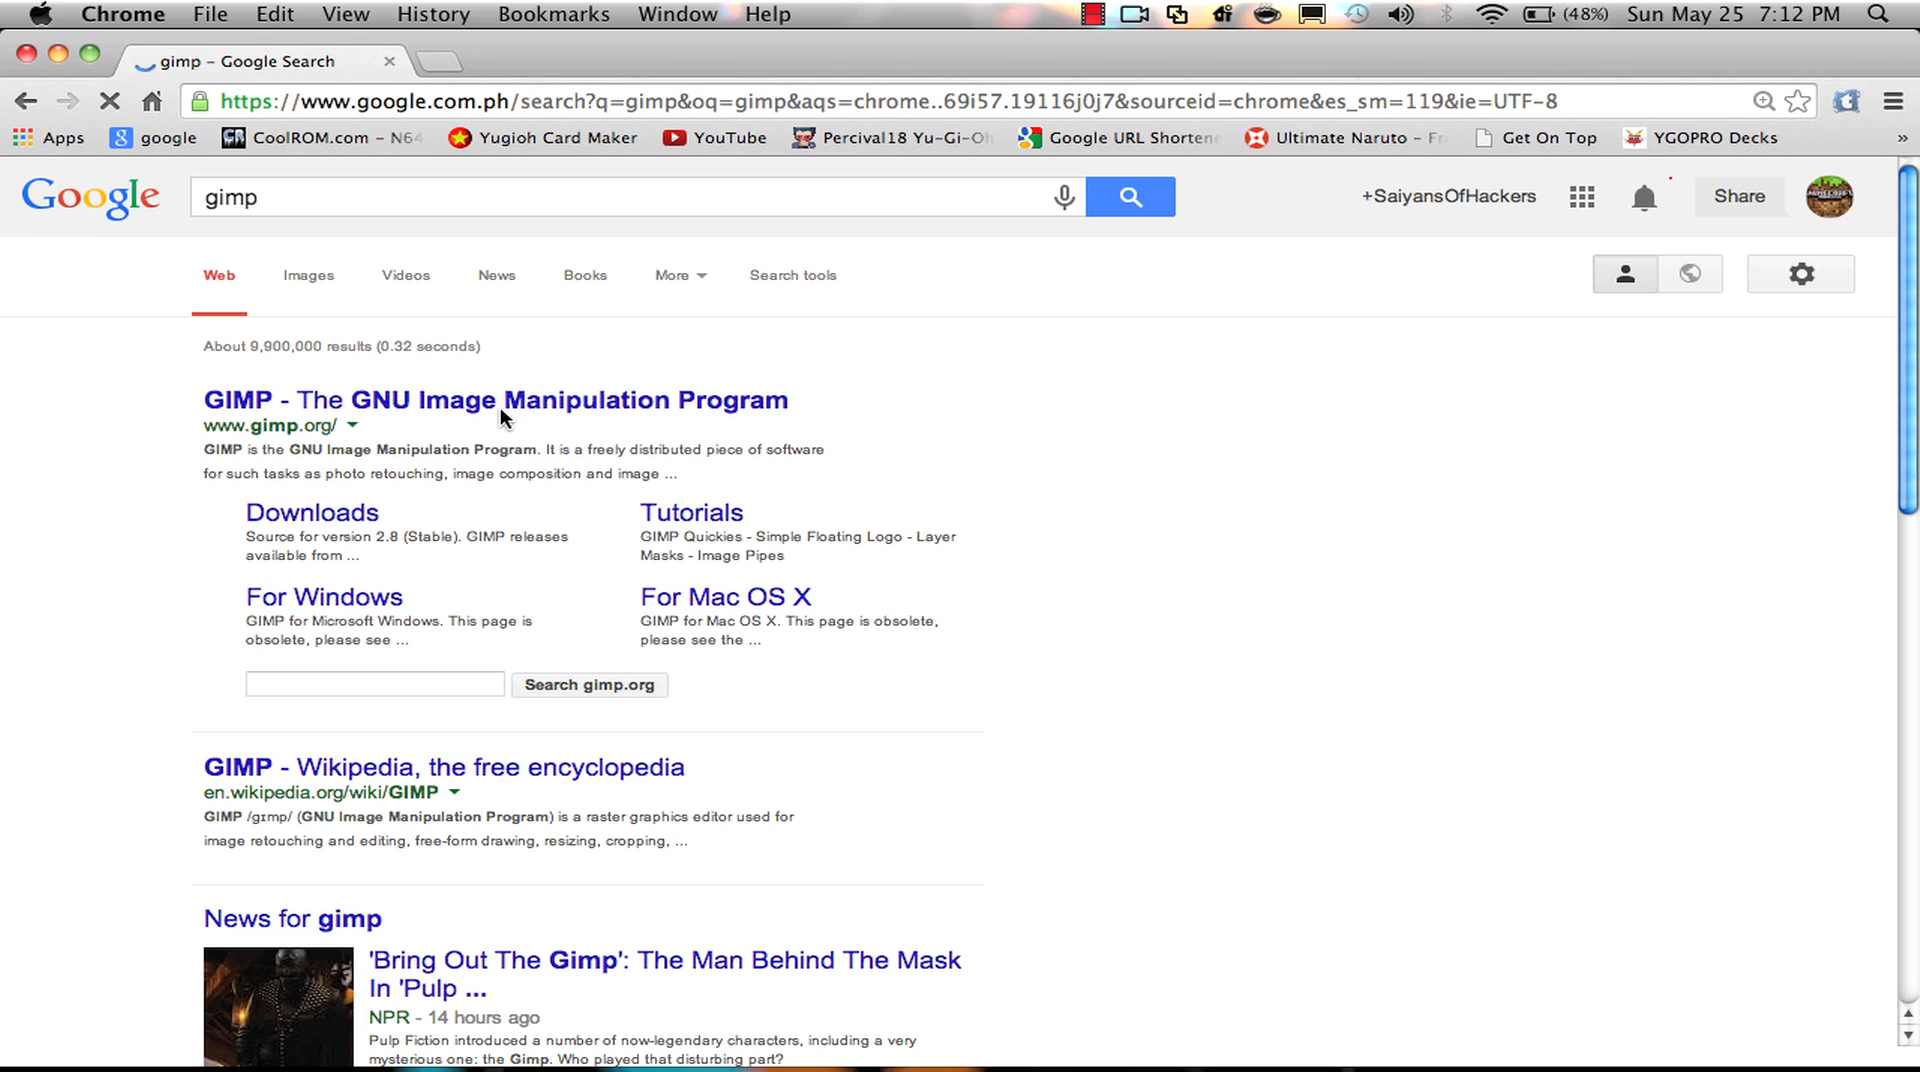 Chrome File Edit View History Bookmarks Window Help (48%) Sun May 25 7:12 PM
gimp – Google Search
https://www.google.com.ph/search?q=gimp&oq=gimp&aqs=chrome..69i57.19116j0j7&sourceid=chrome&es_sm=119&ie=UTF-8
Apps google CoolROM.com – N64 Yugioh Card Maker YouTube Percival18 Yu-Gi-Oh Google URL Shortene Ultimate Naruto – Fr Get On Top YGOPRO Decks »
Google gimp +SaiyansOfHackers Share
Web Images Videos News Books More Search tools
About 9,900,000 results (0.32 seconds)
GIMP - The GNU Image Manipulation Program
www.gimp.org/
GIMP is the GNU Image Manipulation Program. It is a freely distributed piece of software
for such tasks as photo retouching, image composition and image ...
Downloads
Source for version 2.8 (Stable). GIMP releases
available from ...
Tutorials
GIMP Quickies - Simple Floating Logo - Layer
Masks - Image Pipes
For Windows
GIMP for Microsoft Windows. This page is
obsolete, please see ...
For Mac OS X
GIMP for Mac OS X. This page is obsolete,
please see the ...
Search gimp.org
GIMP - Wikipedia, the free encyclopedia
en.wikipedia.org/wiki/GIMP
GIMP /ɡɪmp/ (GNU Image Manipulation Program) is a raster graphics editor used for
image retouching and editing, free-form drawing, resizing, cropping, ...
News for gimp
'Bring Out The Gimp': The Man Behind The Mask
In 'Pulp ...
NPR - 14 hours ago
Pulp Fiction introduced a number of now-legendary characters, including a very
mysterious one: the Gimp. Who played that disturbing part?